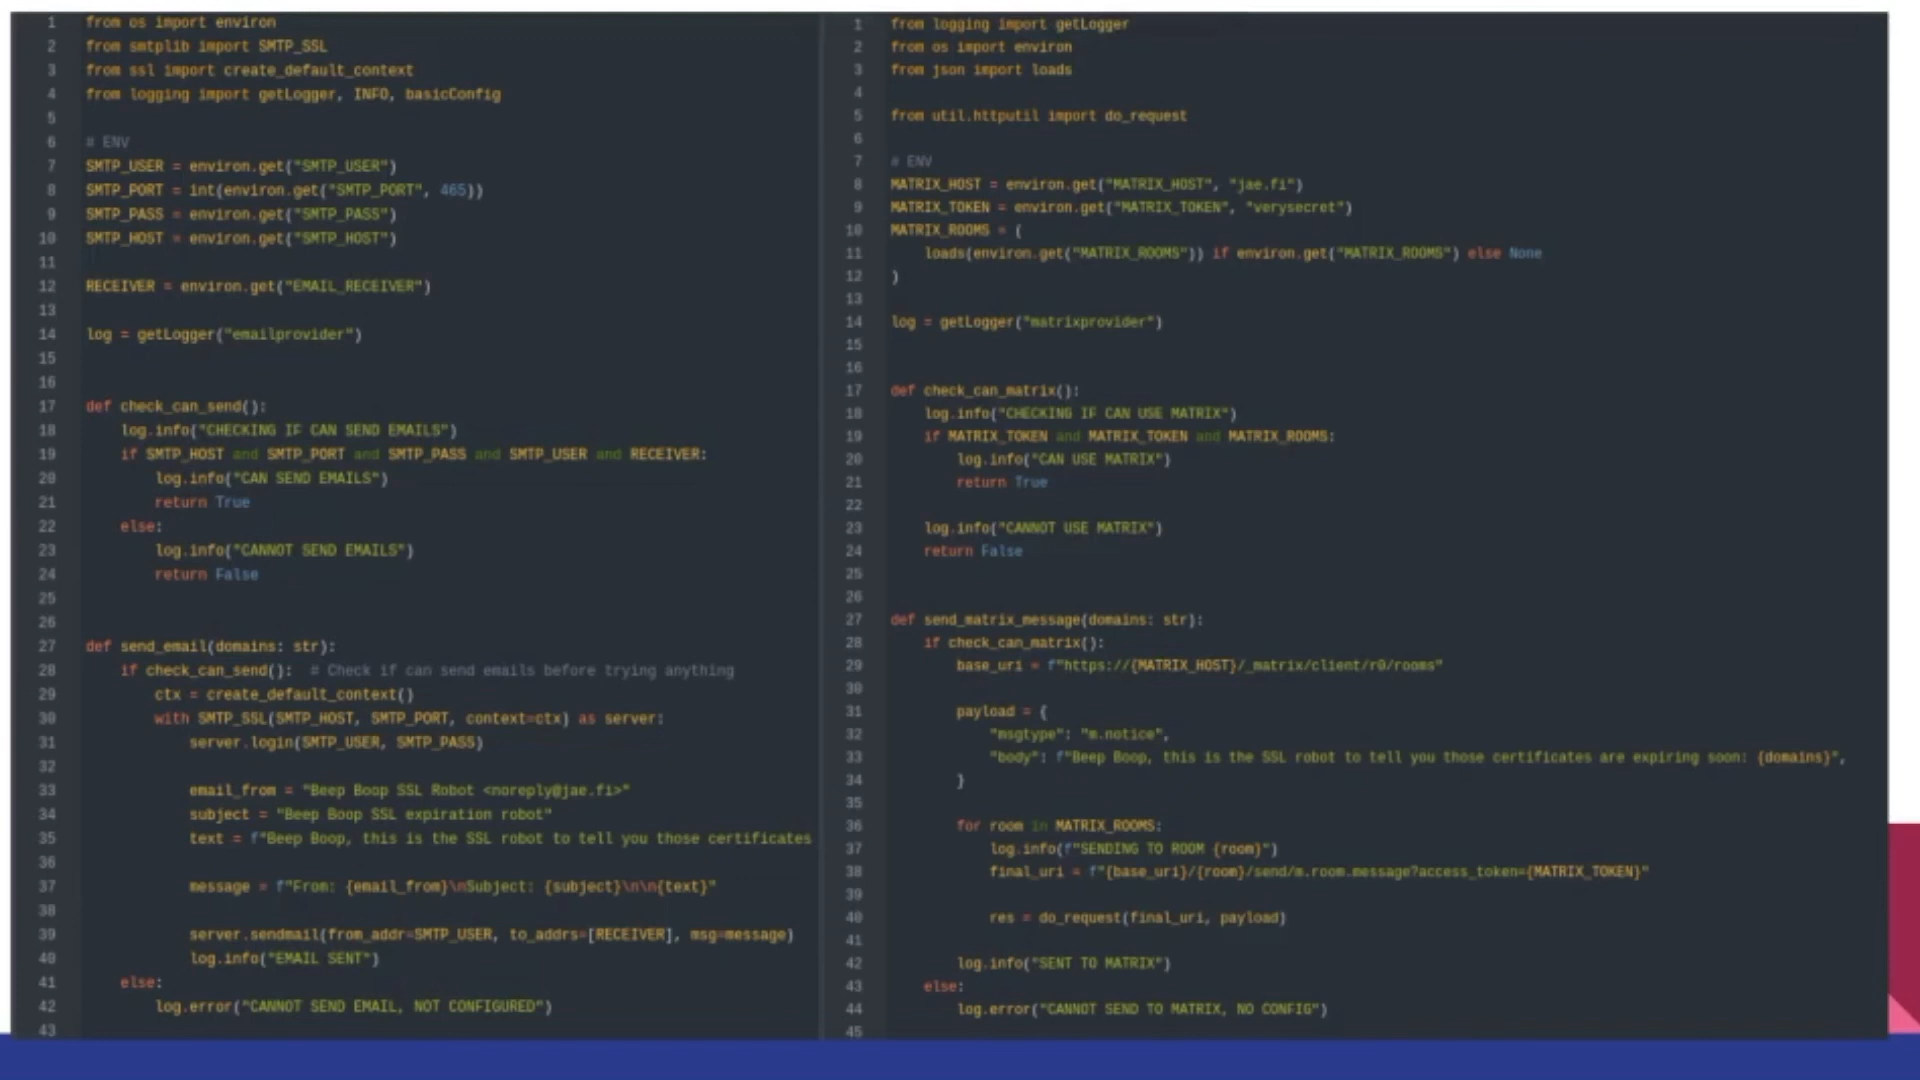 1 from os import environ
2 from smtplib import SMTP_SSL
3 from ssl import create_default_context
4 from logging import getLogger, INFO, basicConfig
5
6 # ENV
7 SMTP_USER = environ.get("SMTP_USER")
8 SMTP_PORT = int(environ.get("SMTP_PORT", 465))
9 SMTP_PASS = environ.get("SMTP_PASS")
10 SMTP_HOST = environ.get("SMTP_HOST")
11
12 RECEIVER = environ.get("EMAIL_RECEIVER")
13
14 log = getLogger("emailprovider")
15
16
17 def check_can_send():
18     log.info("CHECKING IF CAN SEND EMAILS")
19     if SMTP_HOST and SMTP_PORT and SMTP_PASS and SMTP_USER and RECEIVER:
20         log.info("CAN SEND EMAILS")
21         return True
22     else:
23         log.info("CANNOT SEND EMAILS")
24         return False
25
26
27 def send_email(domains: str):
28     if check_can_send():  # Check if can send emails before trying anything
29         ctx = create_default_context()
30         with SMTP_SSL(SMTP_HOST, SMTP_PORT, context=ctx) as server:
31             server.login(SMTP_USER, SMTP_PASS)
32
33             email_from = "Beep Boop SSL Robot <noreply@jae.fi>"
34             subject = "Beep Boop SSL expiration robot"
35             text = f"Beep Boop, this is the SSL robot to tell you those certificates
36
37             message = f"From: {email_from}\nSubject: {subject}\n\n{text}"
38
39             server.sendmail(from_addr=SMTP_USER, to_addrs=[RECEIVER], msg=message)
40             log.info("EMAIL SENT")
41     else:
42         log.error("CANNOT SEND EMAIL, NOT CONFIGURED")
43
1 from logging import getLogger
2 from os import environ
3 from json import loads
4
5 from util.httputil import do_request
6
7 # ENV
8 MATRIX_HOST = environ.get("MATRIX_HOST", "jae.fi")
9 MATRIX_TOKEN = environ.get("MATRIX_TOKEN", "verysecret")
10 MATRIX_ROOMS = (
11     loads(environ.get("MATRIX_ROOMS")) if environ.get("MATRIX_ROOMS") else None
12 )
13
14 log = getLogger("matrixprovider")
15
16
17 def check_can_matrix():
18     log.info("CHECKING IF CAN USE MATRIX")
19     if MATRIX_TOKEN and MATRIX_TOKEN and MATRIX_ROOMS:
20         log.info("CAN USE MATRIX")
21         return True
22
23     log.info("CANNOT USE MATRIX")
24     return False
25
26
27 def send_matrix_message(domains: str):
28     if check_can_matrix():
29         base_uri = f"https://{MATRIX_HOST}/_matrix/client/r0/rooms"
30
31         payload = {
32             "msgtype": "m.notice",
33             "body": f"Beep Boop, this is the SSL robot to tell you those certificates are expiring soon: {domains}",
34         }
35
36         for room in MATRIX_ROOMS:
37             log.info(f"SENDING TO ROOM {room}")
38             final_uri = f"{base_uri}/{room}/send/m.room.message?access_token={MATRIX_TOKEN}"
39
40             res = do_request(final_uri, payload)
41
42         log.info("SENT TO MATRIX")
43     else:
44         log.error("CANNOT SEND TO MATRIX, NO CONFIG")
45